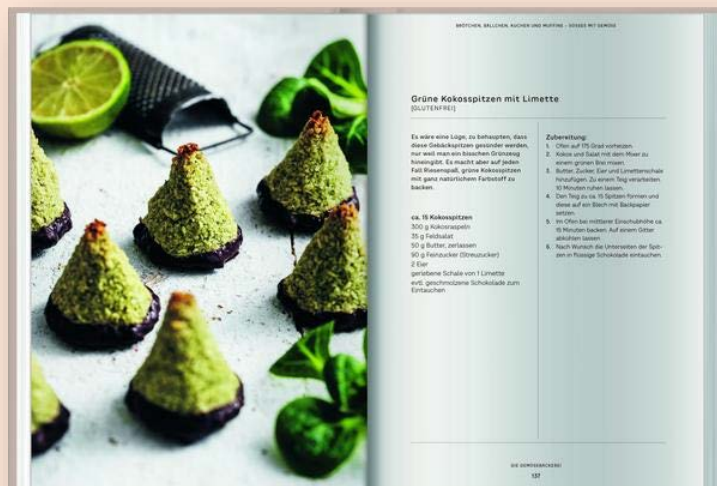 BRÖTCHEN, BÄLLCHEN, KUCHEN UND MUFFINS – SÜSSES MIT GEMÜSE
Grüne Kokosspitzen mit Limette
[GLUTENFREI]
Es wäre eine Lüge, zu behaupten, dass
diese Gebäckspitzen gesünder werden,
nur weil man ein bisschen Grünzeug
hineingibt. Es macht aber auf jeden
Fall Riesenspaß, grüne Kokosspitzen
mit ganz natürlichem Farbstoff zu
backen.
ca. 15 Kokosspitzen
300 g Kokosraspeln
35 g Feldsalat
50 g Butter, zerlassen
90 g Feinzucker (Streuzucker)
2 Eier
geriebene Schale von 1 Limette
evtl. geschmolzene Schokolade zum
Eintauchen
Zubereitung:
1. Ofen auf 175 Grad vorheizen.
2. Kokos und Salat mit dem Mixer zu
einem grünen Brei mixen.
3. Butter, Zucker, Eier und Limettenschale
hinzufügen. Zu einem Teig verarbeiten.
10 Minuten ruhen lassen.
4. Den Teig zu ca. 15 Spitzen formen und
diese auf ein Blech mit Backpapier
setzen.
5. Im Ofen bei mittlerer Einschubhöhe ca.
15 Minuten backen. Auf einem Gitter
abkühlen lassen
6. Nach Wunsch die Unterseiten der Spit-
zen in flüssige Schokolade eintauchen.
DIE GEMÜSEBÄCKEREI
137